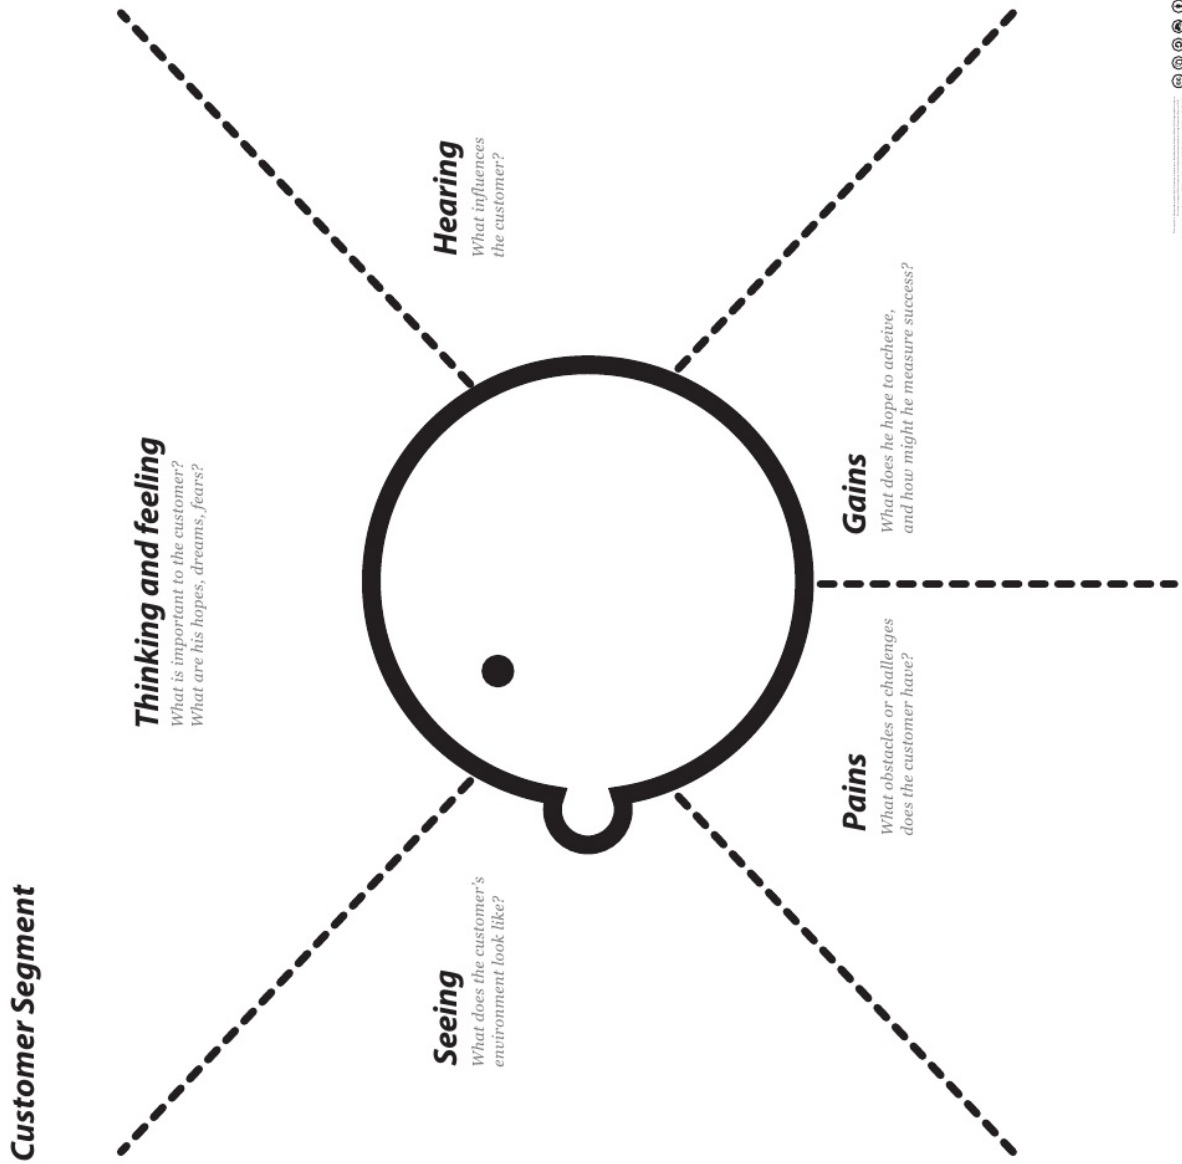 Customer Segment
Thinking and feeling
What is important to the customer?
What are his hopes, dreams, fears?
Seeing
What does the customer's
environment look like?
Hearing
What influences
the customer?
Pains
What obstacles or challenges
does the customer have?
Gains
What does he hope to acheive,
and how might he measure success?